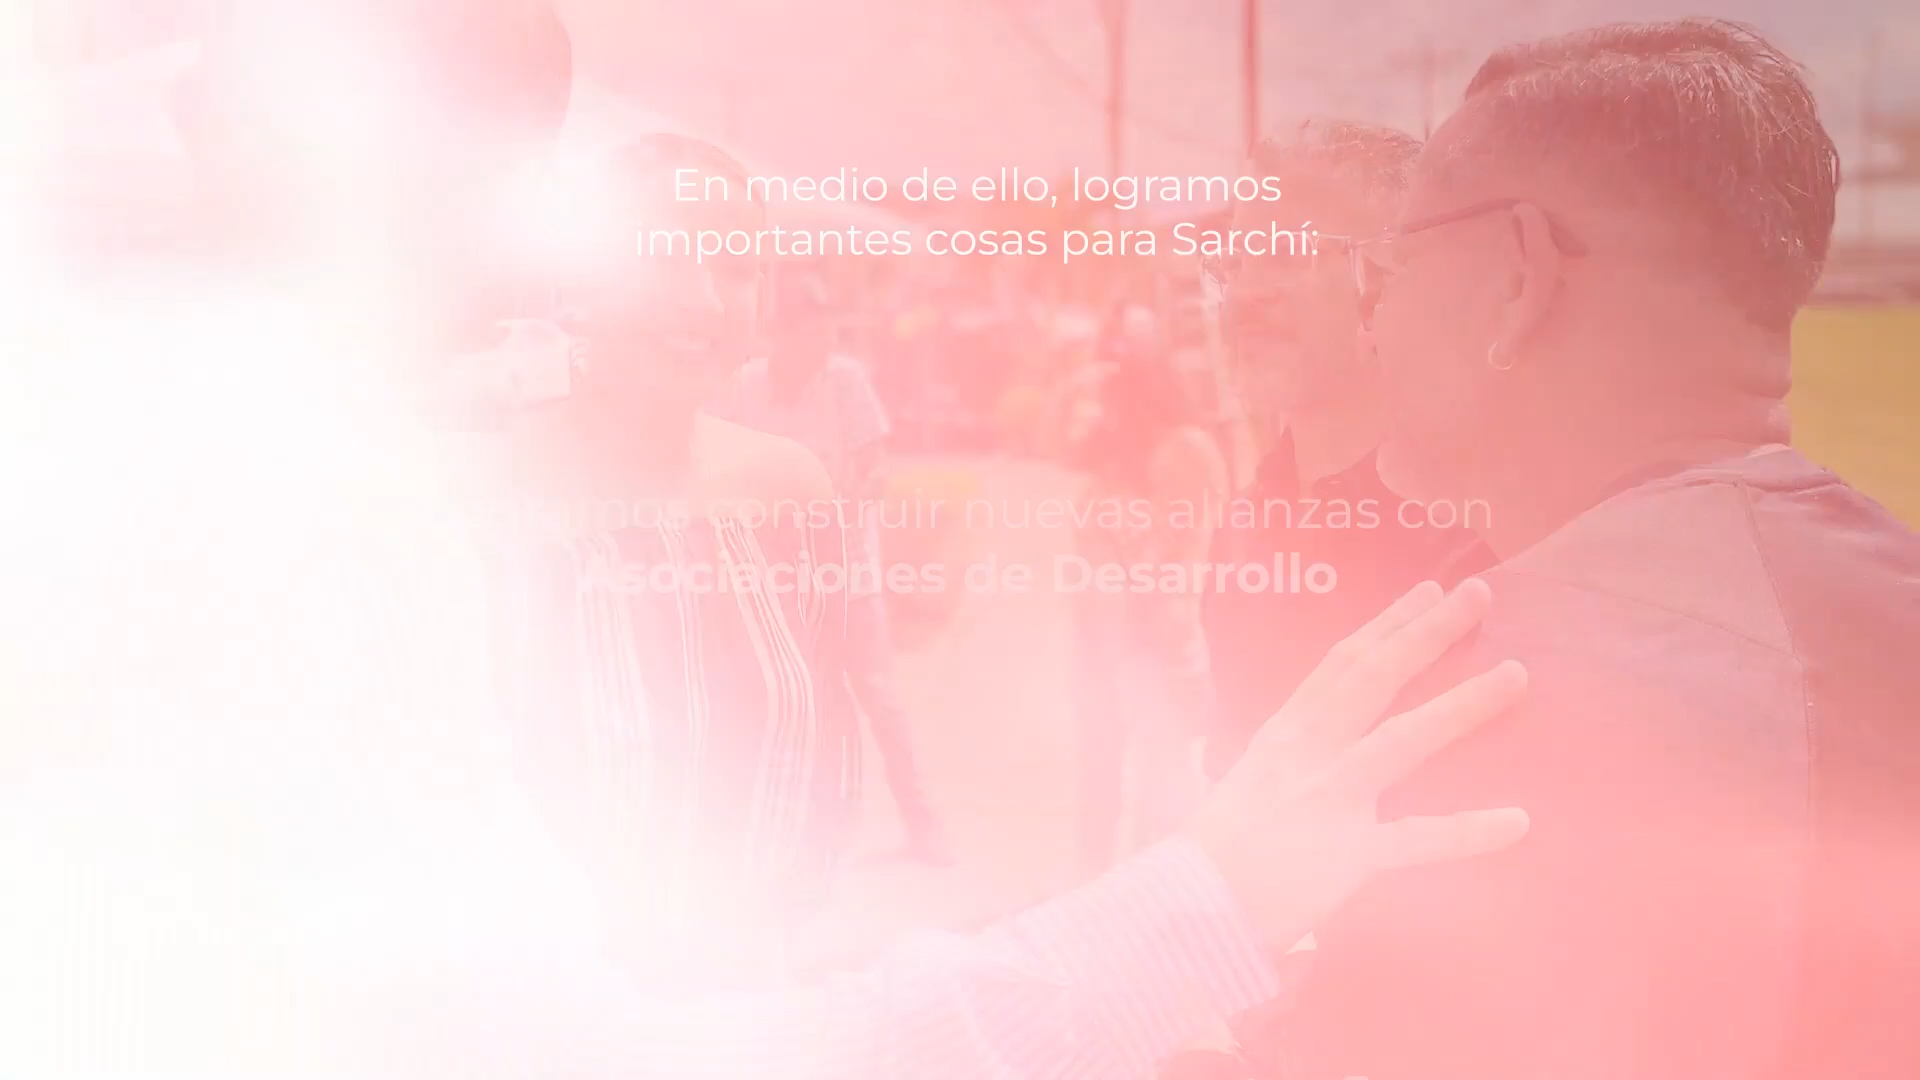 En medio de ello, logramos
importantes cosas para Sarchí:
construir nuevas alianzas con
Asociaciones de Desarrollo